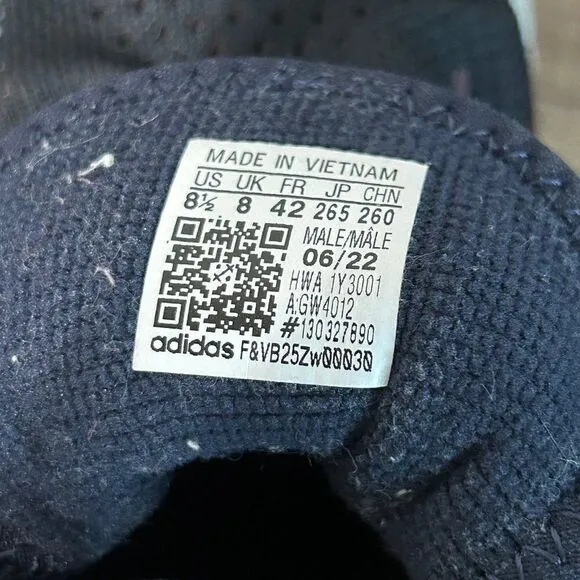 MADE IN VIETNAM
US UK FR JP CHN
8½ 8 42 265 260
MALE/MÂLE
06/22
HWA 1Y3001
A:GW4012
#130327890
adidas F&VB25Zw00030